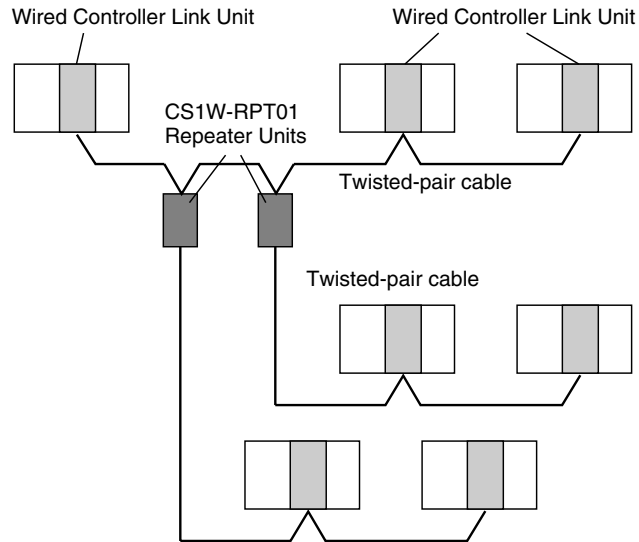 Wired Controller Link Unit
Wired Controller Link Unit
CS1W-RPT01
Repeater Units
Twisted-pair cable
Twisted-pair cable